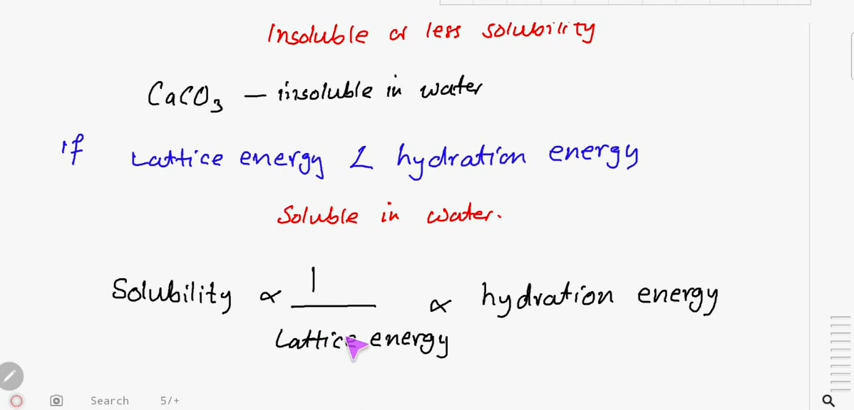 Insoluble or less solubility
CaCO3 — insoluble in water
If Lattice energy < hydration energy
Soluble in water.
Solubility ∝ 1 / Lattice energy ∝ hydration energy
Search 5/+